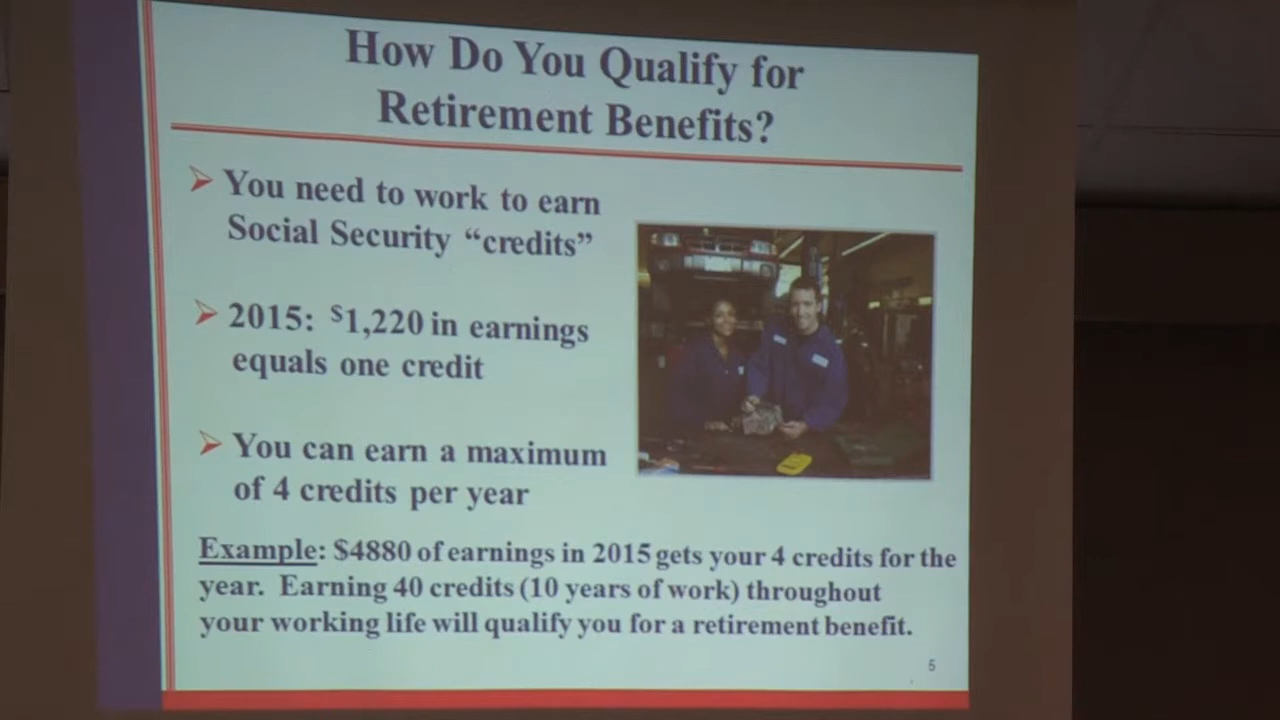 How Do You Qualify for
Retirement Benefits?
You need to work to earn
Social Security “credits”
2015: $1,220 in earnings
equals one credit
You can earn a maximum
of 4 credits per year
Example: $4880 of earnings in 2015 gets your 4 credits for the
year. Earning 40 credits (10 years of work) throughout
your working life will qualify you for a retirement benefit.
5